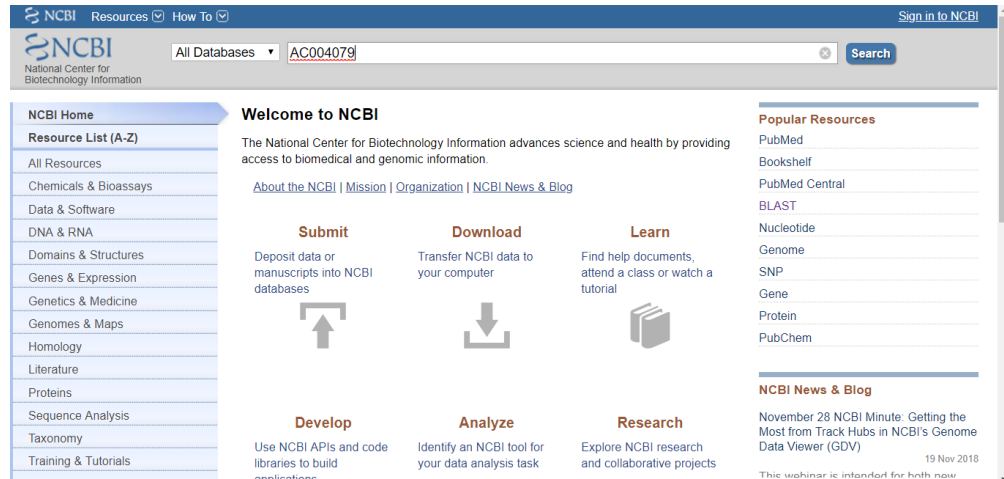 NCBI Resources How To Sign in to NCBI
NCBI
National Center for
Biotechnology Information
All Databases AC004079 Search
NCBI Home
Resource List (A-Z)
All Resources
Chemicals & Bioassays
Data & Software
DNA & RNA
Domains & Structures
Genes & Expression
Genetics & Medicine
Genomes & Maps
Homology
Literature
Proteins
Sequence Analysis
Taxonomy
Training & Tutorials
Welcome to NCBI
The National Center for Biotechnology Information advances science and health by providing
access to biomedical and genomic information.
About the NCBI | Mission | Organization | NCBI News & Blog
Submit
Deposit data or
manuscripts into NCBI
databases
Download
Transfer NCBI data to
your computer
Learn
Find help documents,
attend a class or watch a
tutorial
Develop
Use NCBI APIs and code
libraries to build
applications
Analyze
Identify an NCBI tool for
your data analysis task
Research
Explore NCBI research
and collaborative projects
Popular Resources
PubMed
Bookshelf
PubMed Central
BLAST
Nucleotide
Genome
SNP
Gene
Protein
PubChem
NCBI News & Blog
November 28 NCBI Minute: Getting the
Most from Track Hubs in NCBI's Genome
Data Viewer (GDV)
19 Nov 2018
This webinar is intended for both new